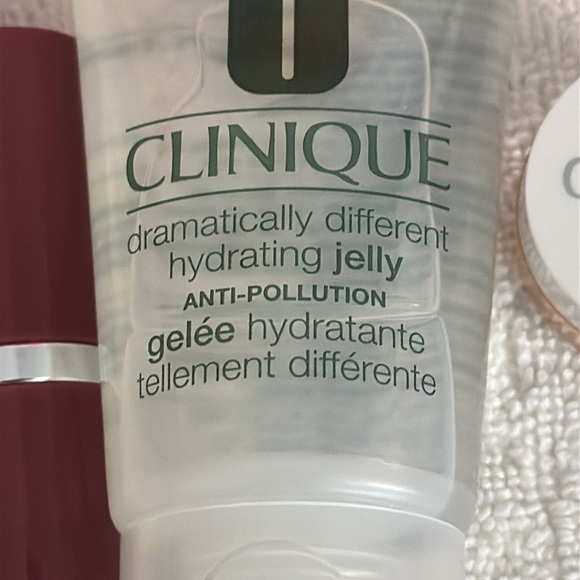 CLINIQUE
dramatically different
hydrating jelly
ANTI-POLLUTION
gelée hydratante
tellement différente